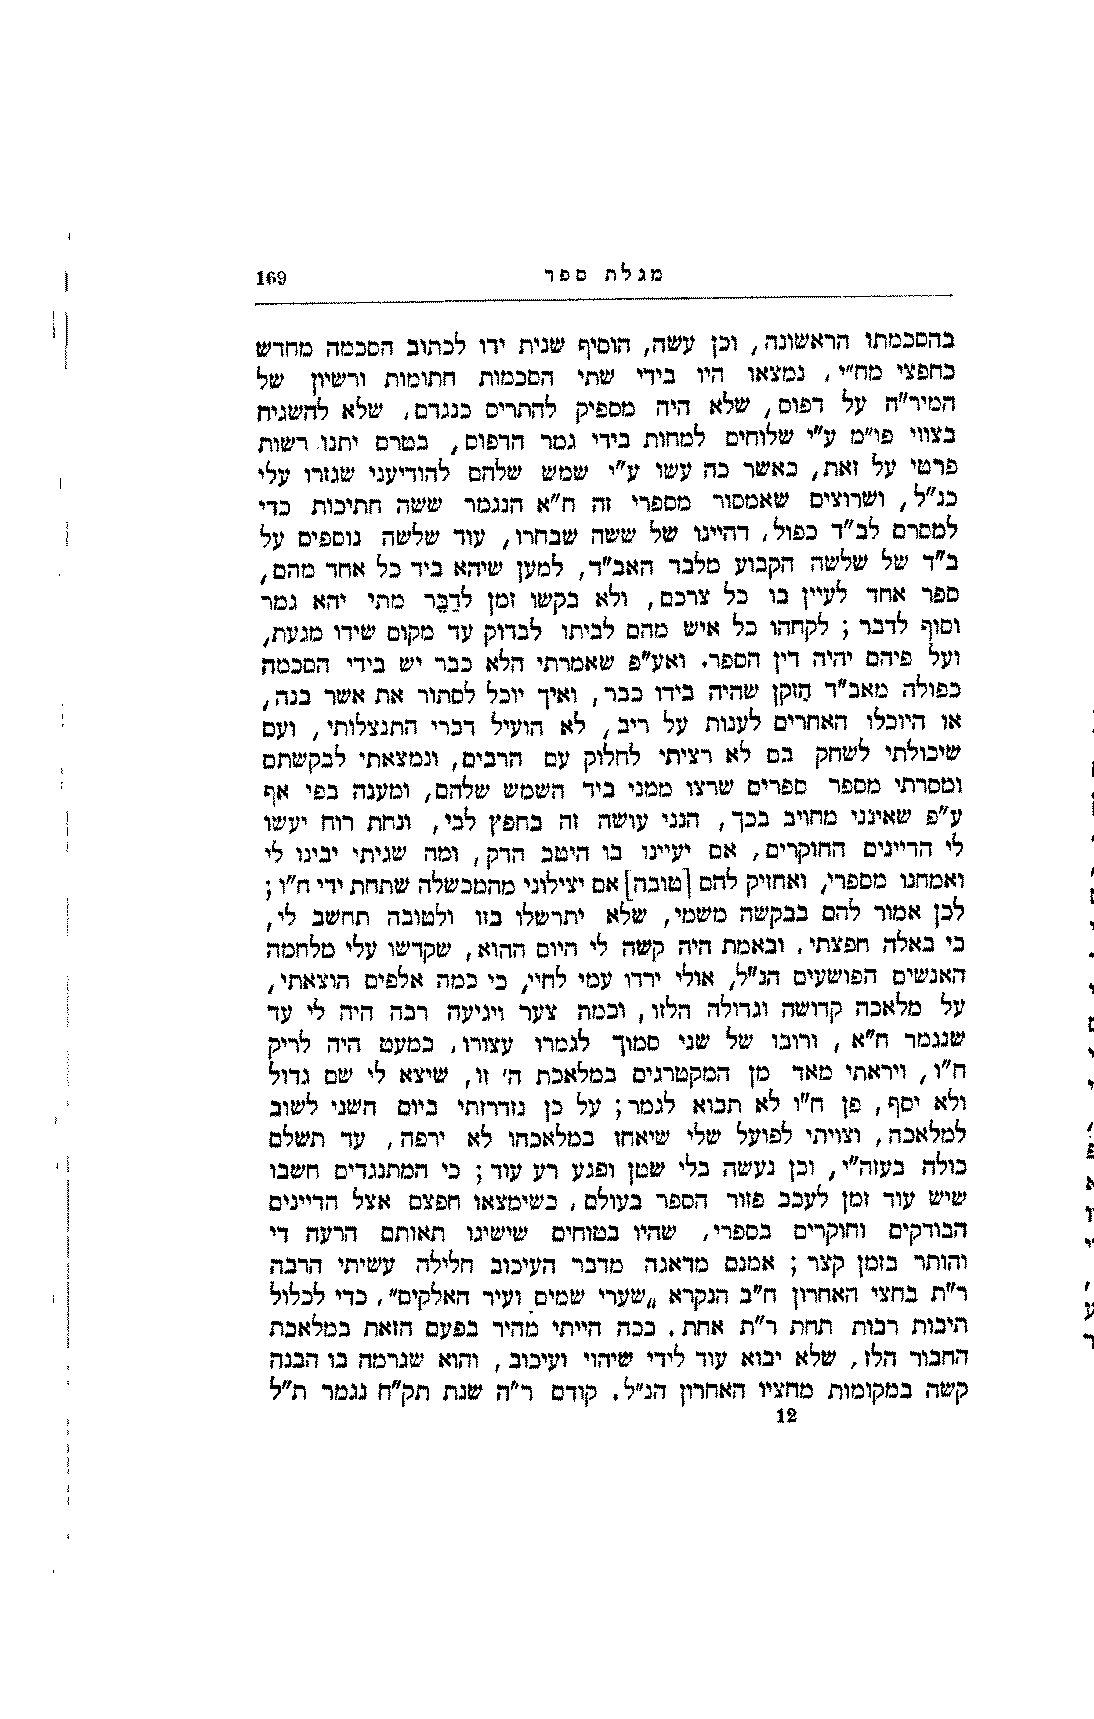 מגלת ספר 169
בהסכמתו הראשונה, וכן עשה, הוסיף שנית ידו לכתוב הסכמה מחדש
כחפצי מח״י. נמצאו היו בידי שתי הסכמות חתומות ורשיון של
המיר״ה על דפוס, שלא היה מספיק להתריס כנגדם, שלא להשגיח
בצווי פו״מ ע״י שלוחים למחות בידי גמר הדפוס, בטרם יתנו רשות
פרטי על זאת, כאשר כה עשו ע״י שמש שלהם להודיעני שגזרו עלי
כנ״ל, ושרוצים שאמסור מספרי זה ח״א הנגמר ששה חתיכות כדי
למסרם לב״ד כפול, דהיינו של ששה שבחרו, עוד שלשה נוספים על
ב״ד של שלשה הקבוע מלבד האב״ד, למען שיהא ביד כל אחד מהם,
ספר אחד לעיין בו כל צרכם, ולא בקשו זמן לדבר מתי יהא גמר
וסוף לדבר; לקחהו כל איש מהם לביתו לבדוק עד מקום שידו מגעת,
ועל פיהם יהיה דין הספר. ואע״פ שאמרתי הלא כבר יש בידי הסכמה
כפולה מאב״ד הזקן שהיה בידו כבר, ואיך יוכל לסתור את אשר בנה,
או היוכלו האחרים לענות על ריב, לא הועיל דברי התנצלותי, ועם
שיכולתי לשחק בם לא רציתי לחלוק עם הרבים, ונמצאתי לבקשתם
ומסרתי מספר ספרים שרצו ממני ביד השמש שלהם, ומענה בפי אף
ע״פ שאינני מחויב בכך, הנני עושה זה בחפץ לבי, ונחת רוח יעשו
לי הדיינים החוקרים, אם יעיינו בו היטב הדק, ומה שגיתי יבינו לי
ואמחנו מספרי, ואחזיק להם [טובה] אם יצילוני מהמכשלה שתחת ידי ח״ו;
לכן אמור להם בבקשה משמי, שלא יתרשלו בזו ולטובה תחשב לי,
כי באלה חפצתי. ובאמת היה קשה לי היום ההוא, שקדשו עלי מלחמה
האנשים הפושעים הנ״ל, אולי ירדו עמי לחיי, כי כמה אלפים הוצאתי,
על מלאכה קדושה וגדולה הלזו, וכמה צער ויגיעה רבה היה לי עד
שנגמר ח״א, ורובו של שני סמוך לגמרו עצורו. כמעט היה לריק
ח״ו, ויראתי מאד מן המקטרגים במלאכת ה׳ זו, שיצא לי שם גדול
ולא יסף, פן ח״ו לא תבוא לגמר; על כן נזדרזתי ביום השני לשוב
למלאכה, וצויתי לפועל שלי שיאחז במלאכתו לא ירפה, עד תשלם
כולה בעזה״י, וכן נעשה בלי שטן ופגע רע עוד; כי המתנגדים חשבו
שיש עוד זמן לעכב פזור הספר בעולם, כשימצאו חפצם אצל הדיינים
הבודקים וחוקרים בספרי, שהיו בטוחים שישיגו תאותם הרעה די
והותר בזמן קצר; אמנם מדאגה מדבר העיכוב חלילה עשיתי הרבה
ר״ת בחצי האחרון ח״ב הנקרא „שערי שמים ועיר האלקים״, כדי לכלול
תיבות רבות תחת ר״ת אחת. ככה הייתי מהיר בפעם הזאת במלאכת
החבור הלז, שלא יבוא עוד לידי שיהוי ועיכוב, והוא שגרמה בו הבנה
קשה במקומות מחציו האחרון הנ״ל. קודם ר״ה שנת תק״ח נגמר ת״ל
12